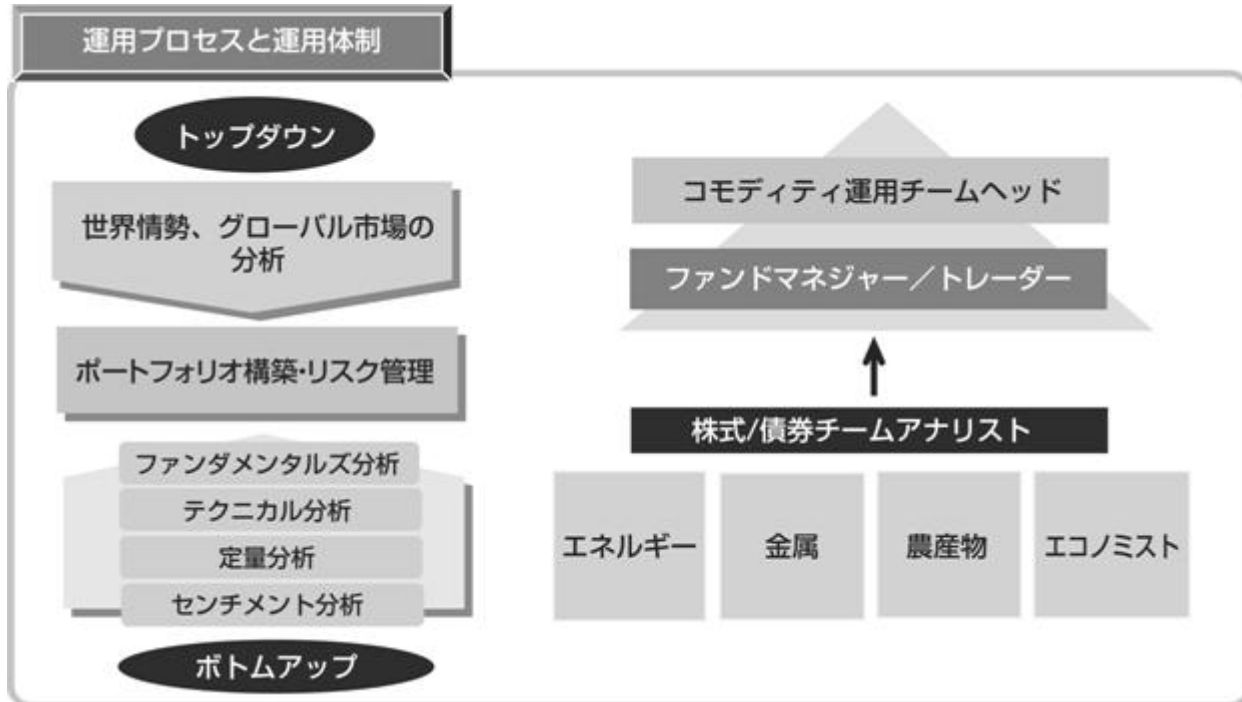 運用プロセスと運用体制
トップダウン
世界情勢、グローバル市場の
分析
ポートフォリオ構築・リスク管理
ファンダメンタルズ分析
テクニカル分析
定量分析
センチメント分析
ボトムアップ
コモディティ運用チームヘッド
ファンドマネジャー／トレーダー
株式/債券チームアナリスト
エネルギー
金属
農産物
エコノミスト